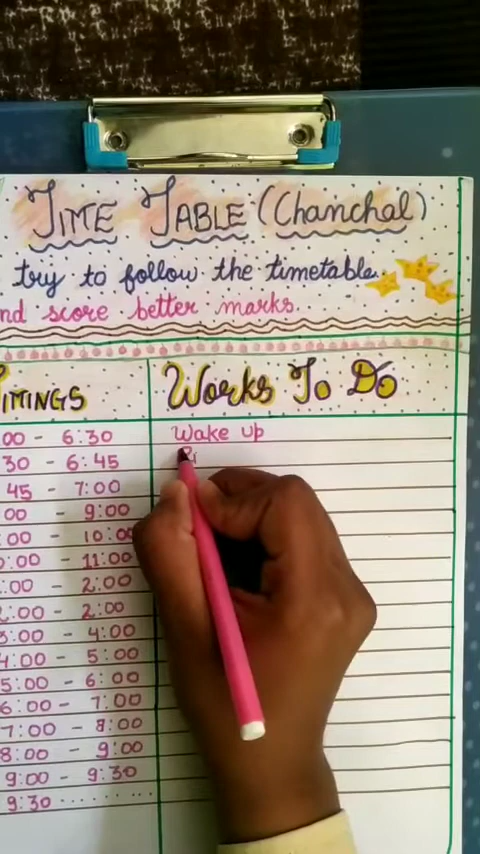 TIME TABLE (Chanchal)
try to follow the timetable
nd score better marks.
TIMINGS Works To Do
00 - 6:30 Wake up
30 - 6:45
45 - 7:00
00 - 9:00
:00 - 10:00
0:00 - 11:00
:00 - 2:00
2:00 - 2:00
3:00 - 4:00
4:00 - 5:00
5:00 - 6:00
6:00 - 7:00
7:00 - 8:00
8:00 - 9:00
9:00 - 9:30
9:30 ..........